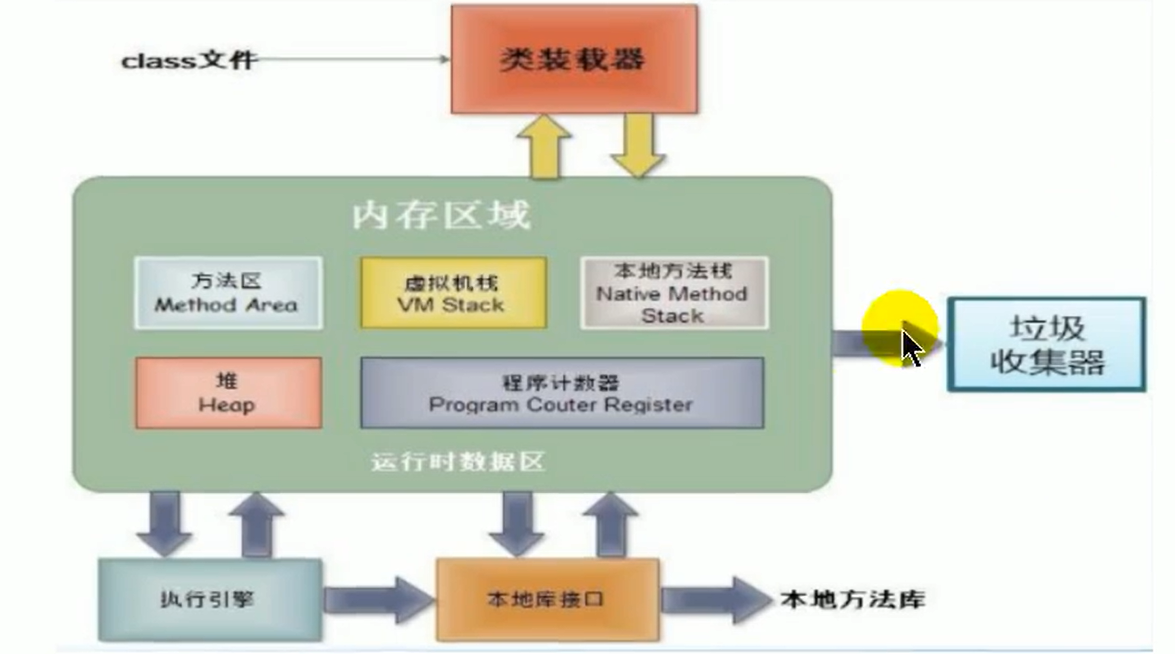 class文件
类装载器
内存区域
方法区
Method Area
虚拟机栈
VM Stack
本地方法栈
Native Method
Stack
堆
Heap
程序计数器
Program Couter Register
运行时数据区
垃圾
收集器
执行引擎
本地库接口
本地方法库